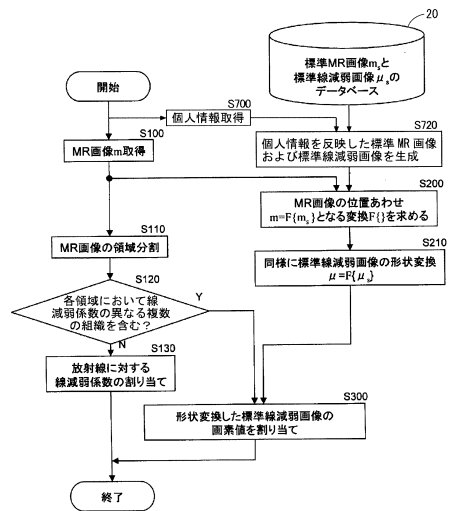 20
標準MR画像msと
標準線減弱画像μsの
データベース
開始
S700
個人情報取得
S100
MR画像m取得
S720
個人情報を反映した標準MR画像
および標準線減弱画像を生成
S200
MR画像の位置あわせ
m=F{ms}となる変換F{}を求める
S110
MR画像の領域分割
S210
同様に標準線減弱画像の形状変換
μ=F{μs}
S120
各領域において線
減弱係数の異なる複数
の組織を含む?
Y
N
S130
放射線に対する
線減弱係数の割り当て
S300
形状変換した標準線減弱画像の
画素値を割り当て
終了